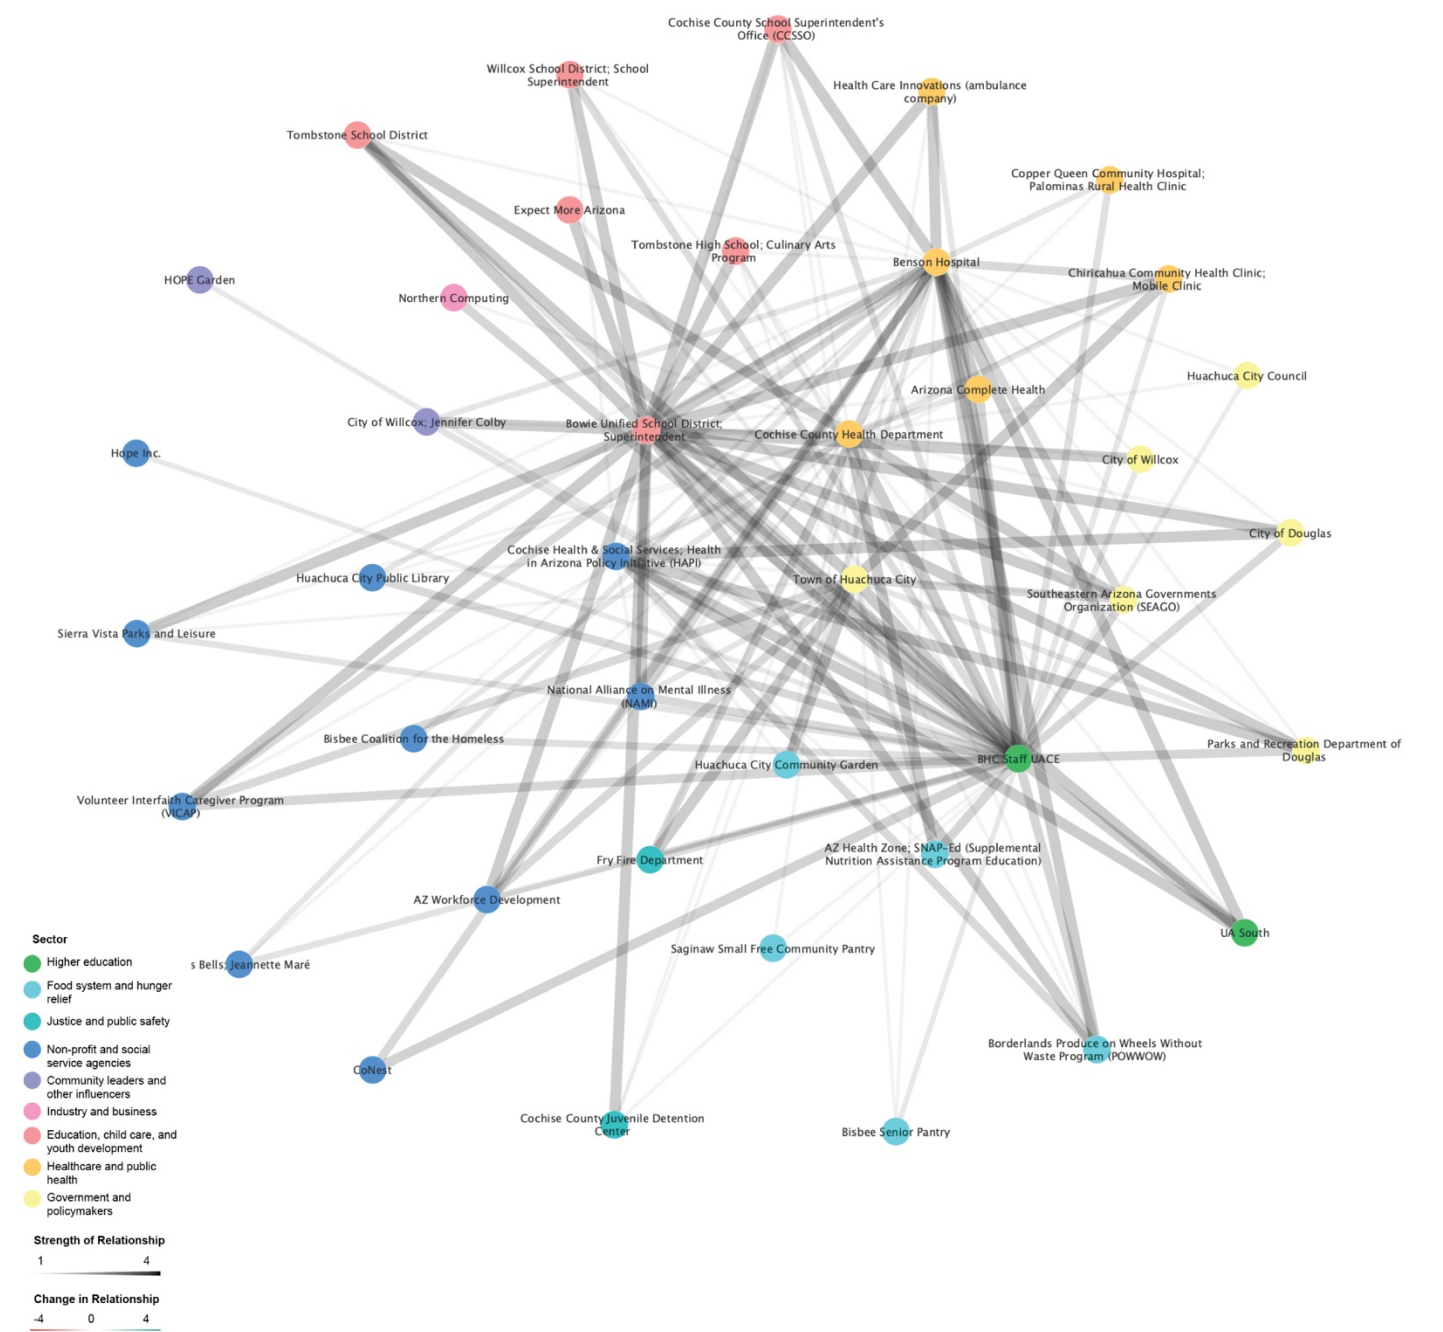 Cochise County School Superintendent's
Office (CCSSO)
Willcox School District; School
Superintendent
Health Care Innovations (ambulance
company)
Tombstone School District
Copper Queen Community Hospital;
Palominas Rural Health Clinic
Expect More Arizona
Tombstone High School; Culinary Arts
Program
Benson Hospital
Chiricahua Community Health Clinic;
Mobile Clinic
HOPE Garden
Northern Computing
Huachuca City Council
Arizona Complete Health
City of Willcox; Jennifer Colby
Bowie Unified School District;
Superintendent
Cochise County Health Department
Hope Inc.
City of Willcox
City of Douglas
Cochise Health & Social Services; Health
in Arizona Policy Initiative (HAPI)
Huachuca City Public Library
Town of Huachuca City
Southeastern Arizona Governments
Organization (SEAGO)
Sierra Vista Parks and Leisure
National Alliance on Mental Illness
(NAMI)
Bisbee Coalition for the Homeless
Huachuca City Community Garden
BHC Staff UACE
Parks and Recreation Department of
Douglas
Volunteer Interfaith Caregiver Program
(VICAP)
Fry Fire Department
AZ Health Zone; SNAP-Ed (Supplemental
Nutrition Assistance Program Education)
AZ Workforce Development
UA South
Saginaw Small Free Community Pantry
s Bells; Jeannette Maré
Borderlands Produce on Wheels Without
Waste Program (POWWOW)
CoNest
Cochise County Juvenile Detention
Center
Bisbee Senior Pantry
Sector
Higher education
Food system and hunger
relief
Justice and public safety
Non-profit and social
service agencies
Community leaders and
other influencers
Industry and business
Education, child care, and
youth development
Healthcare and public
health
Government and
policymakers
Strength of Relationship
1 4
Change in Relationship
-4 0 4